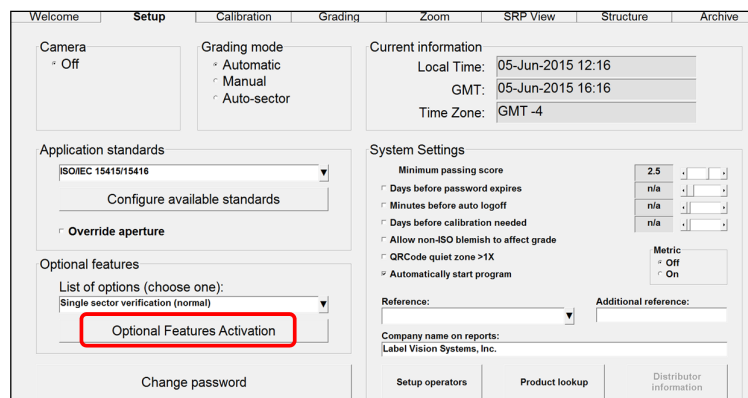 Welcome Setup Calibration Grading Zoom SRP View Structure Archive
Camera
Off
Grading mode
Automatic
Manual
Auto-sector
Current information
Local Time: 05-Jun-2015 12:16
GMT: 05-Jun-2015 16:16
Time Zone: GMT -4
Application standards
ISO/IEC 15415/15416
Configure available standards
Override aperture
Optional features
List of options (choose one):
Single sector verification (normal)
Optional Features Activation
Change password
System Settings
Minimum passing score 2.5
Days before password expires n/a
Minutes before auto logoff n/a
Days before calibration needed n/a
Allow non-ISO blemish to affect grade
QRCode quiet zone >1X
Automatically start program
Metric
Off
On
Reference: Additional reference:
Company name on reports:
Label Vision Systems, Inc.
Setup operators Product lookup Distributor information